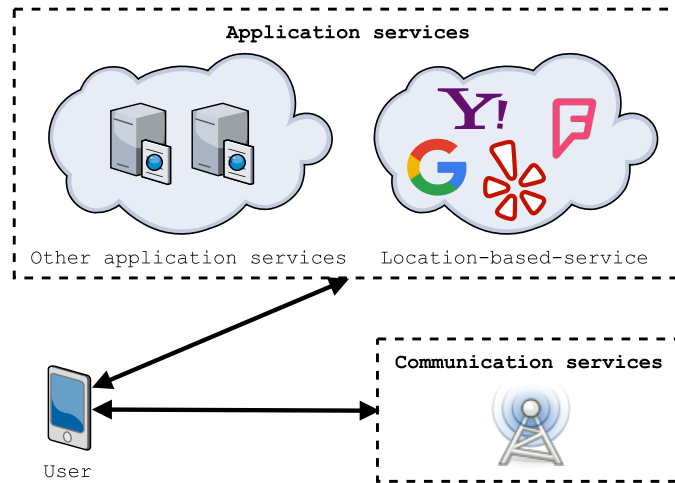 Application services
Y!
G
Other application services
Location-based-service
Communication services
User